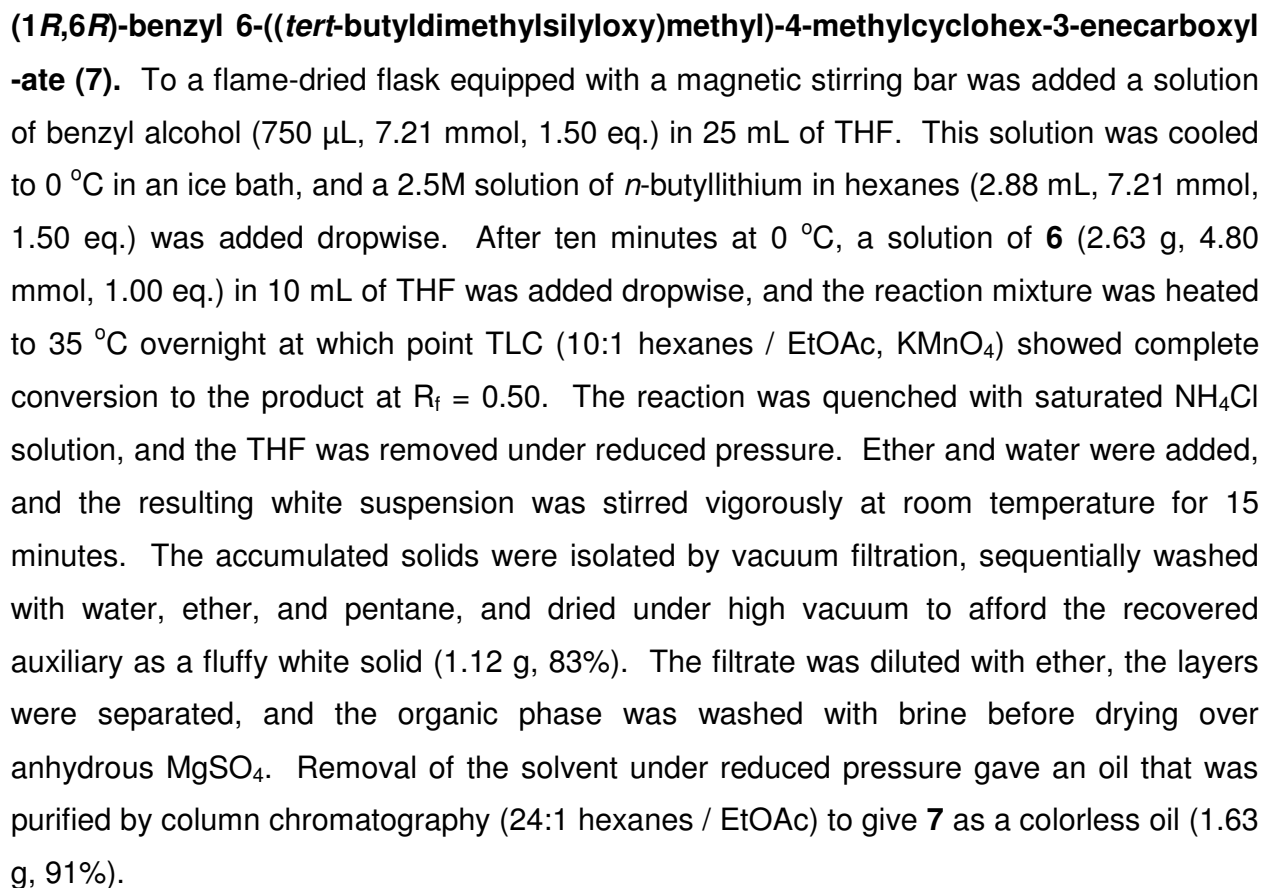 (1R,6R)-benzyl 6-((tert-butyldimethylsilyloxy)methyl)-4-methylcyclohex-3-enecarboxyl
-ate (7). To a flame-dried flask equipped with a magnetic stirring bar was added a solution
of benzyl alcohol (750 µL, 7.21 mmol, 1.50 eq.) in 25 mL of THF. This solution was cooled
to 0 °C in an ice bath, and a 2.5M solution of n-butyllithium in hexanes (2.88 mL, 7.21 mmol,
1.50 eq.) was added dropwise. After ten minutes at 0 °C, a solution of 6 (2.63 g, 4.80
mmol, 1.00 eq.) in 10 mL of THF was added dropwise, and the reaction mixture was heated
to 35 °C overnight at which point TLC (10:1 hexanes / EtOAc, KMnO₄) showed complete
conversion to the product at Rf = 0.50. The reaction was quenched with saturated NH₄Cl
solution, and the THF was removed under reduced pressure. Ether and water were added,
and the resulting white suspension was stirred vigorously at room temperature for 15
minutes. The accumulated solids were isolated by vacuum filtration, sequentially washed
with water, ether, and pentane, and dried under high vacuum to afford the recovered
auxiliary as a fluffy white solid (1.12 g, 83%). The filtrate was diluted with ether, the layers
were separated, and the organic phase was washed with brine before drying over
anhydrous MgSO₄. Removal of the solvent under reduced pressure gave an oil that was
purified by column chromatography (24:1 hexanes / EtOAc) to give 7 as a colorless oil (1.63
g, 91%).